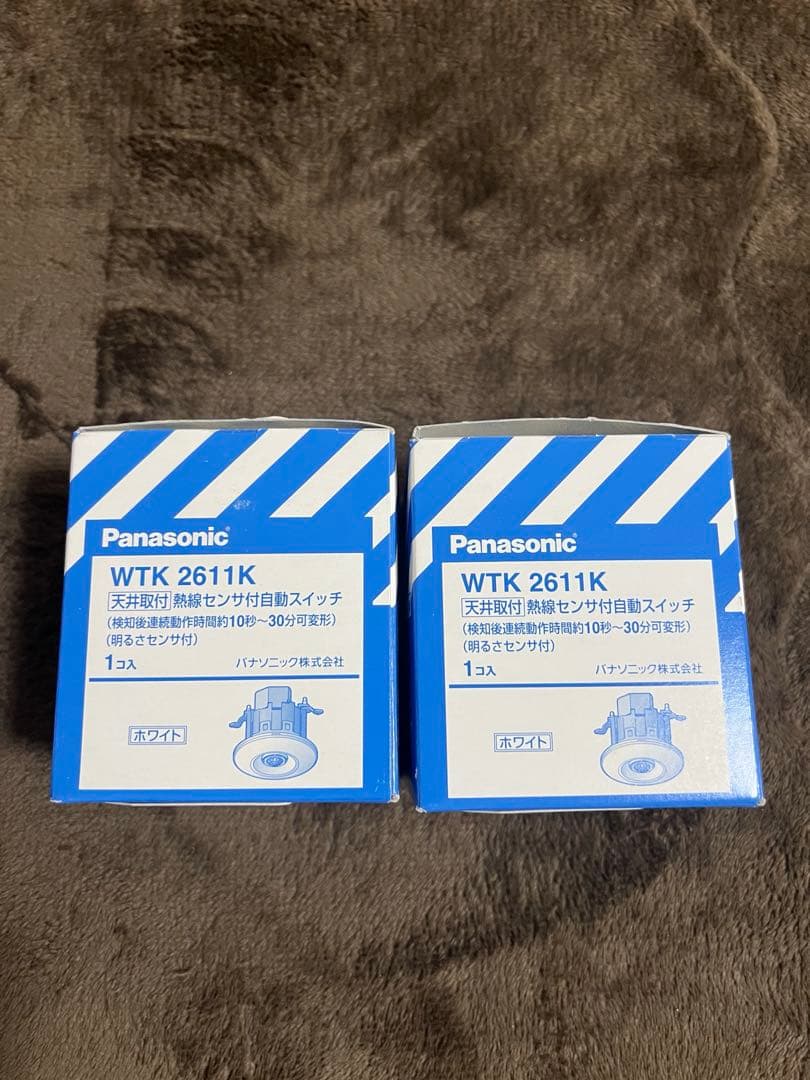 Panasonic®
WTK 2611K
天井取付 熱線センサ付自動スイッチ
(検知後連続動作時間約10秒〜30分可変形)
(明るさセンサ付)
1コ入 パナソニック株式会社
ホワイト
Panasonic®
WTK 2611K
天井取付 熱線センサ付自動スイッチ
(検知後連続動作時間約10秒〜30分可変形)
(明るさセンサ付)
1コ入 パナソニック株式会社
ホワイト